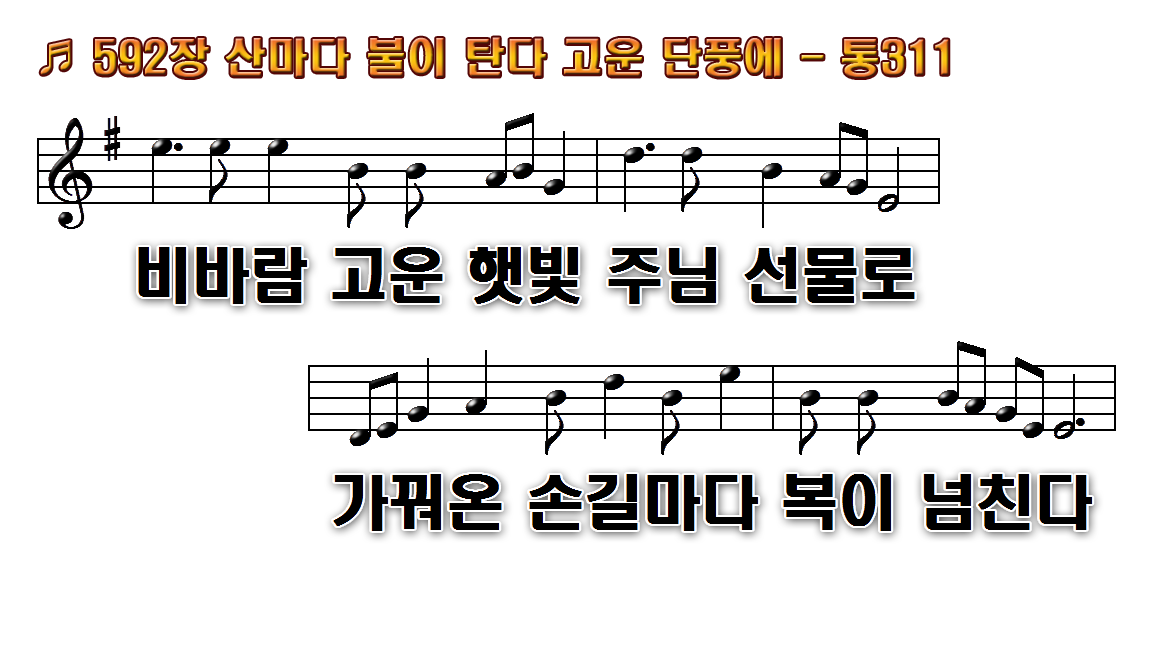 ♬ 592장 산마다 불이 탄다 고운 단풍에 - 통311
비바람 고운 햇빛 주님 선물로
가꿔온 손길마다 복이 넘친다